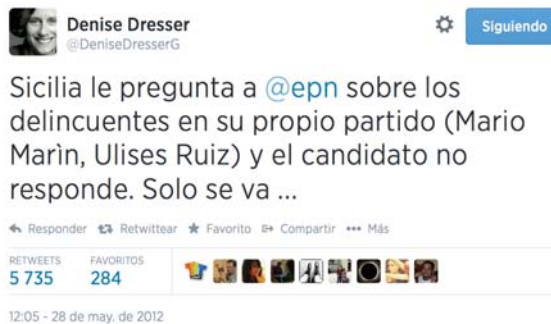 Denise Dresser
@DeniseDresserG
Siguiendo
Sicilia le pregunta a @epn sobre los
delincuentes en su propio partido (Mario
Marìn, Ulises Ruiz) y el candidato no
responde. Solo se va ...
Responder Retwittear Favorito Compartir Más
RETWEETS FAVORITOS
5 735 284
12:05 - 28 de may. de 2012